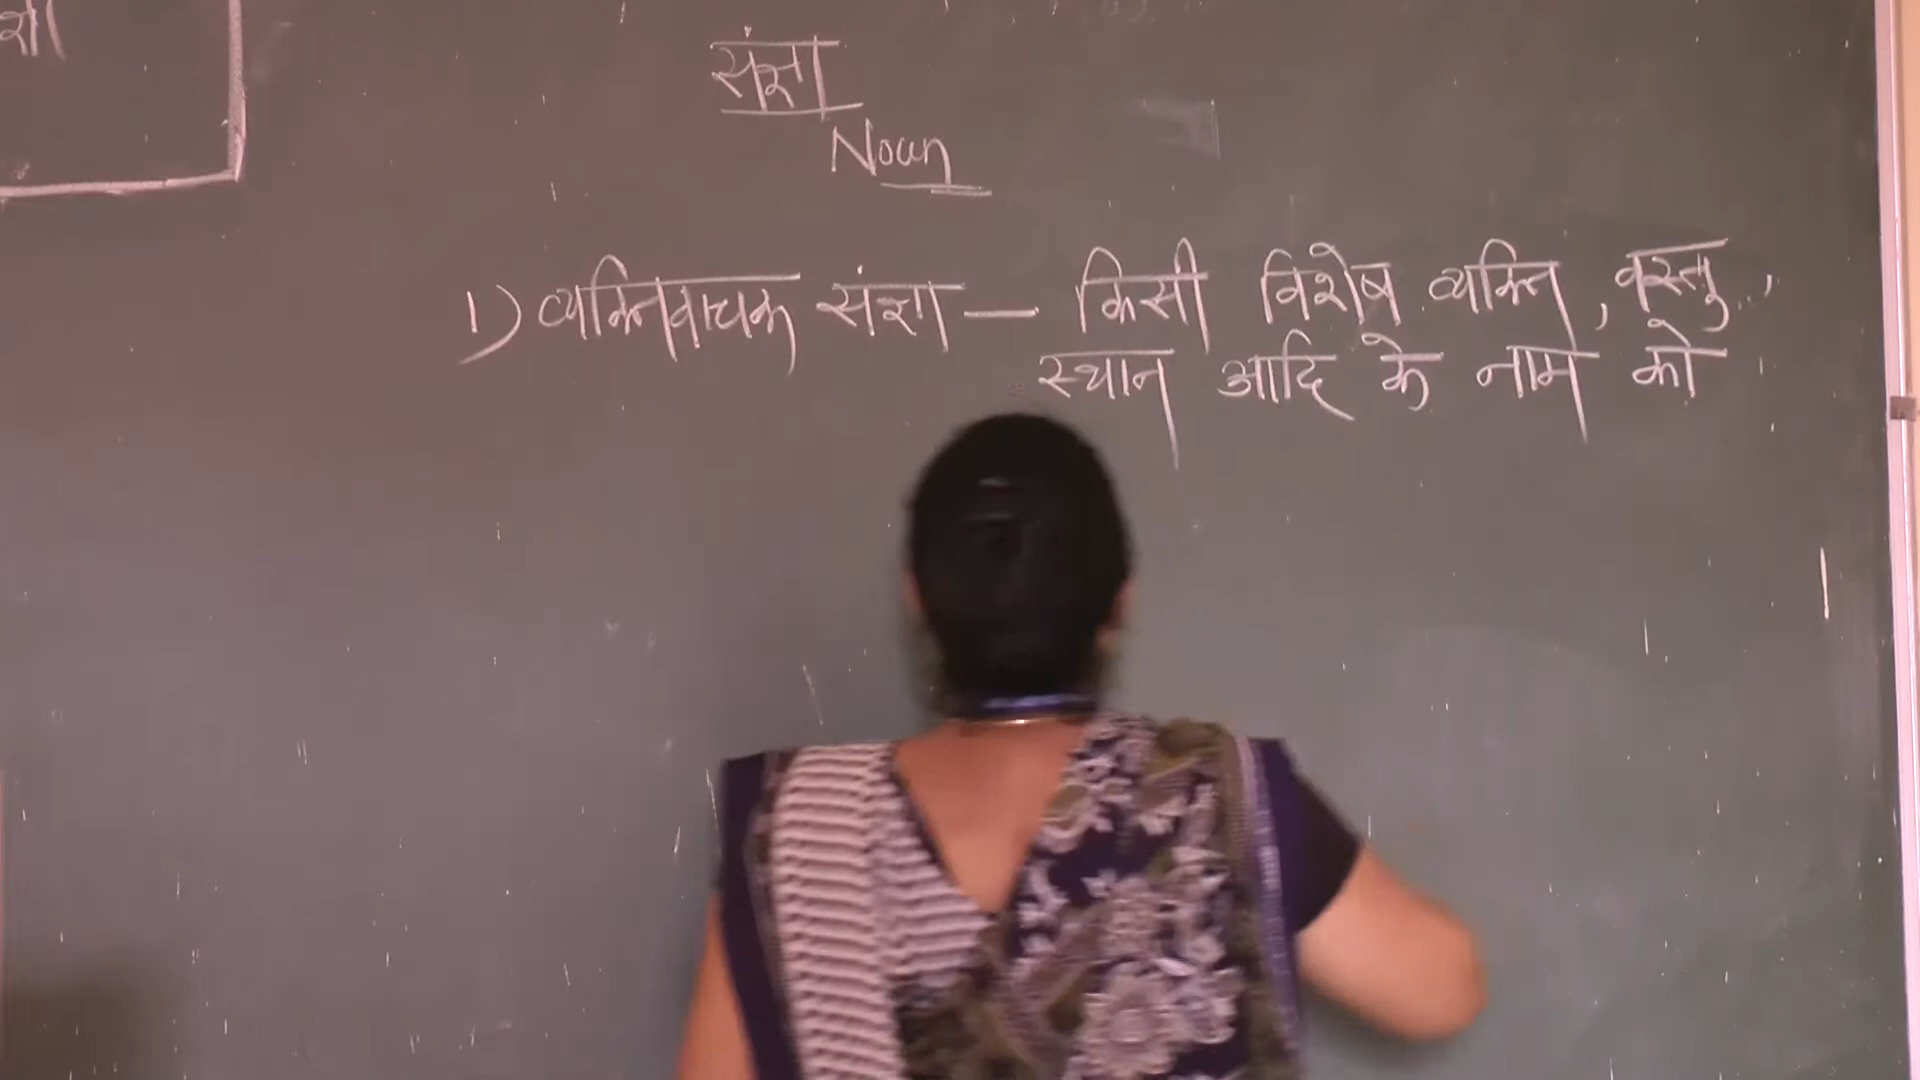 संज्ञा
Noun
1) व्यक्तिवाचक संज्ञा — किसी विशेष व्यक्ति, वस्तु,
स्थान आदि के नाम को